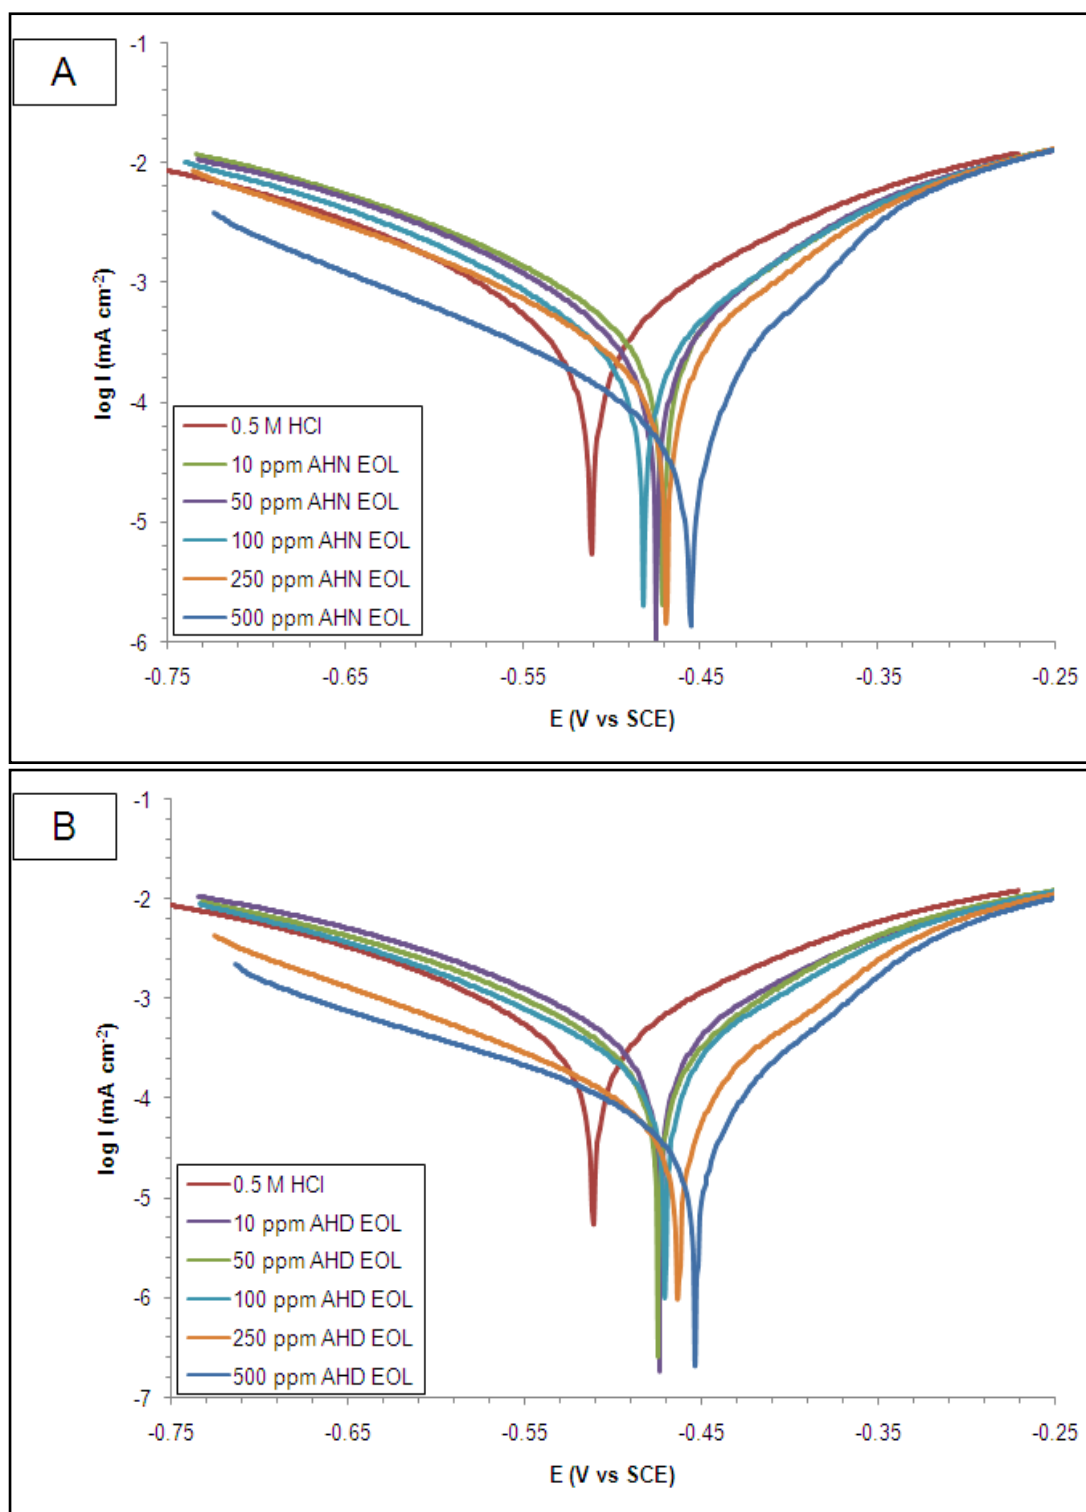 A
-1
-2
-3
-4
-5
-6
log I (mA cm-2)
0.5 M HCl
10 ppm AHN EOL
50 ppm AHN EOL
100 ppm AHN EOL
250 ppm AHN EOL
500 ppm AHN EOL
-0.75 -0.65 -0.55 -0.45 -0.35 -0.25
E (V vs SCE)
B
-1
-2
-3
-4
-5
-6
-7
log I (mA cm-2)
0.5 M HCl
10 ppm AHD EOL
50 ppm AHD EOL
100 ppm AHD EOL
250 ppm AHD EOL
500 ppm AHD EOL
-0.75 -0.65 -0.55 -0.45 -0.35 -0.25
E (V vs SCE)